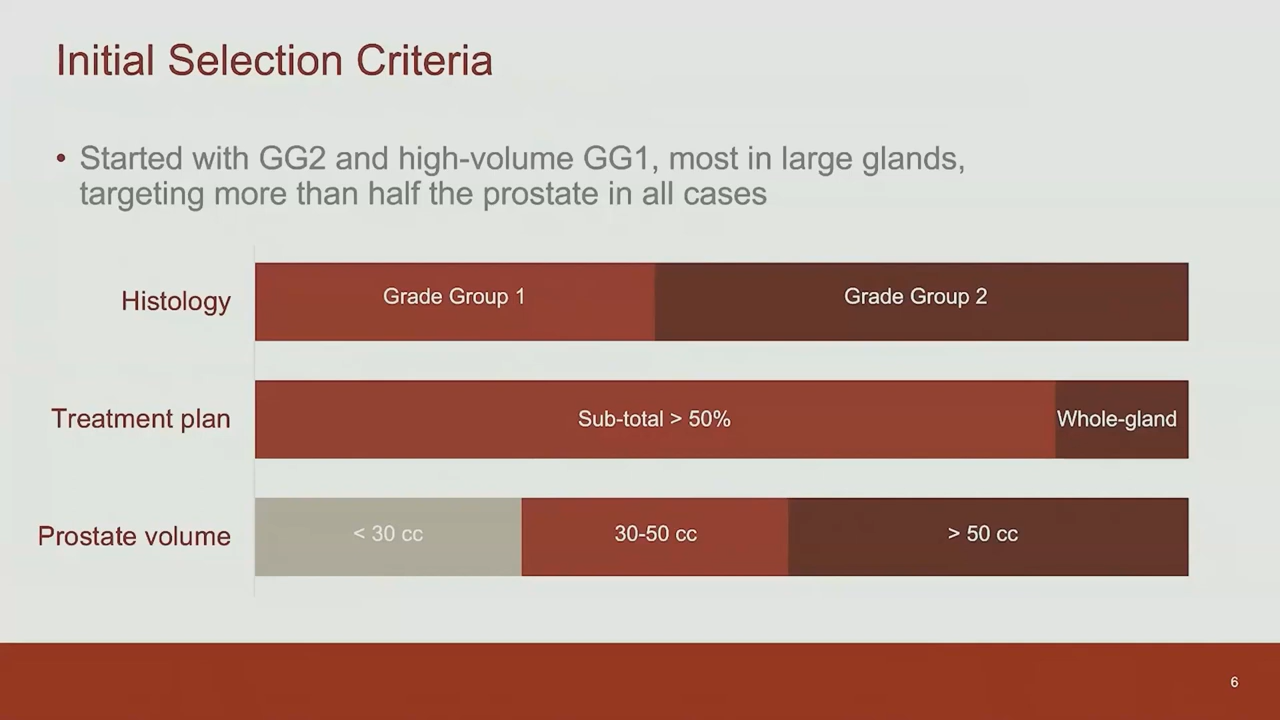 Initial Selection Criteria
• Started with GG2 and high-volume GG1, most in large glands,
targeting more than half the prostate in all cases
Histology
Grade Group 1
Grade Group 2
Treatment plan
Sub-total > 50%
Whole-gland
Prostate volume
< 30 cc
30-50 cc
> 50 cc
6